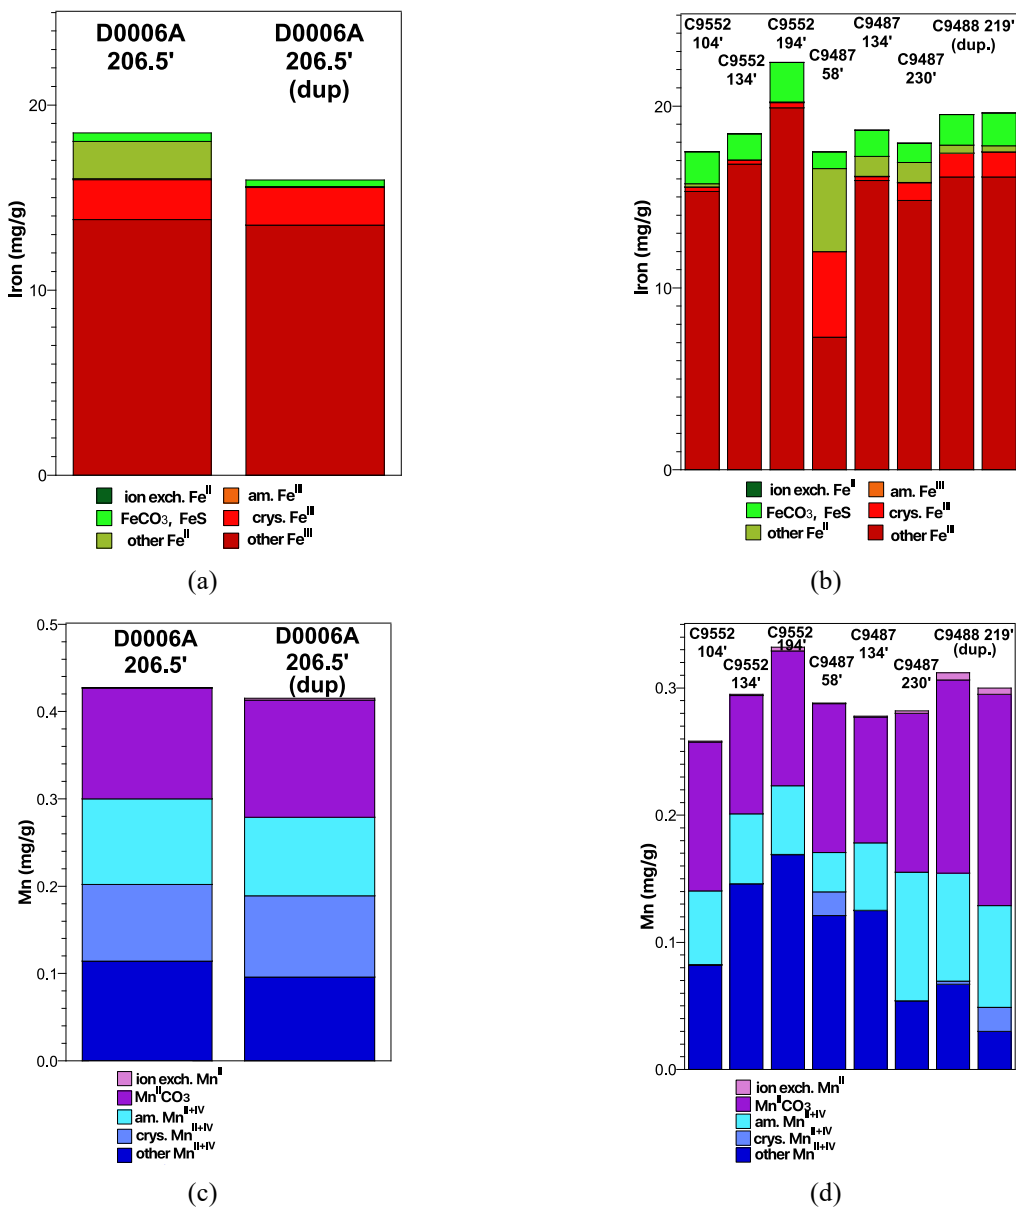 D0006A
206.5'
D0006A
206.5'
(dup)
20
10
0
Iron (mg/g)
ion exch. Fe^II
am. Fe^III
FeCO3, FeS
crys. Fe^III
other Fe^II
other Fe^III
(a)
C9552
104'
C9552
134'
C9552
194'
C9487
58'
C9487
134'
C9487
230'
C9488 219'
(dup.)
20
10
0
Iron (mg/g)
ion exch. Fe^II
am. Fe^III
FeCO3, FeS
crys. Fe^III
other Fe^II
other Fe^III
(b)
D0006A
206.5'
D0006A
206.5'
(dup)
0.5
0.4
0.3
0.2
0.1
0.0
Mn (mg/g)
ion exch. Mn^II
Mn^IICO3
am. Mn^II+IV
crys. Mn^II+IV
other Mn^II+IV
(c)
C9552
104'
C9552
134'
C9552
194'
C9487
58'
C9487
134'
C9487
230'
C9488 219'
(dup.)
0.3
0.2
0.1
0.0
Mn (mg/g)
ion exch. Mn^II
Mn^IICO3
am. Mn^II+IV
crys. Mn^II+IV
other Mn^II+IV
(d)